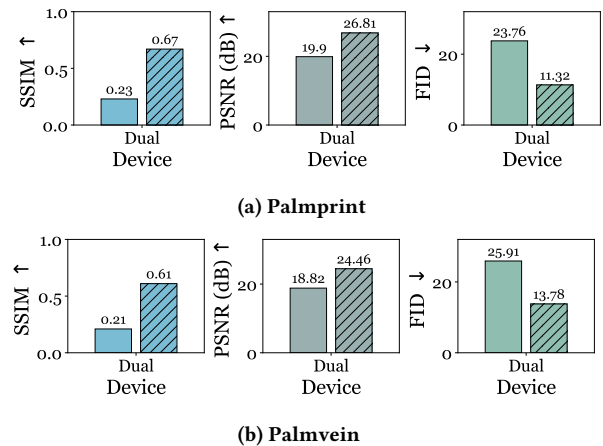 SSIM ↑
1.0
0.5
0.0
0.23
0.67
Dual
Device
PSNR (dB) ↑
20
0
19.9
26.81
Dual
Device
FID ↓
20
0
23.76
11.32
Dual
Device
(a) Palmprint
SSIM ↑
1.0
0.5
0.0
0.21
0.61
Dual
Device
PSNR (dB) ↑
20
0
18.82
24.46
Dual
Device
FID ↓
20
0
25.91
13.78
Dual
Device
(b) Palmvein